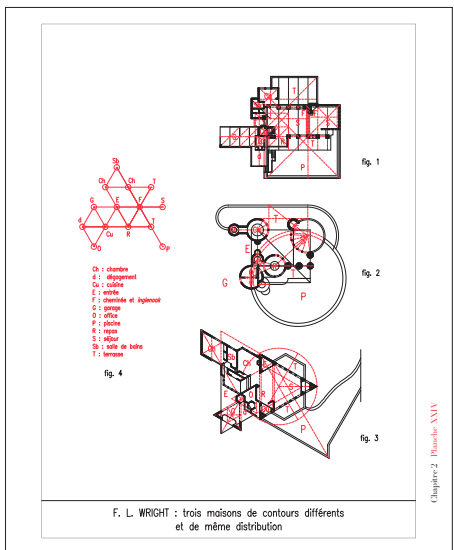 Sb
Ch Ch T
G E F S
d Cu R T
O P
Ch : chambre
d : dégagement
Cu : cuisine
E : entrée
F : cheminée et inglenook
G : garage
O : office
P : piscine
R : repas
S : séjour
Sb : salle de bains
T : terrasse
fig. 4
T
S
S
G
R
T
d
P
fig. 1
T
E
G
P
fig. 2
Sb
Ch
T
S
E
O
R
T
G
P
fig. 3
F. L. WRIGHT : trois maisons de contours différents
et de même distribution
Chapitre 2 Planche XXIV